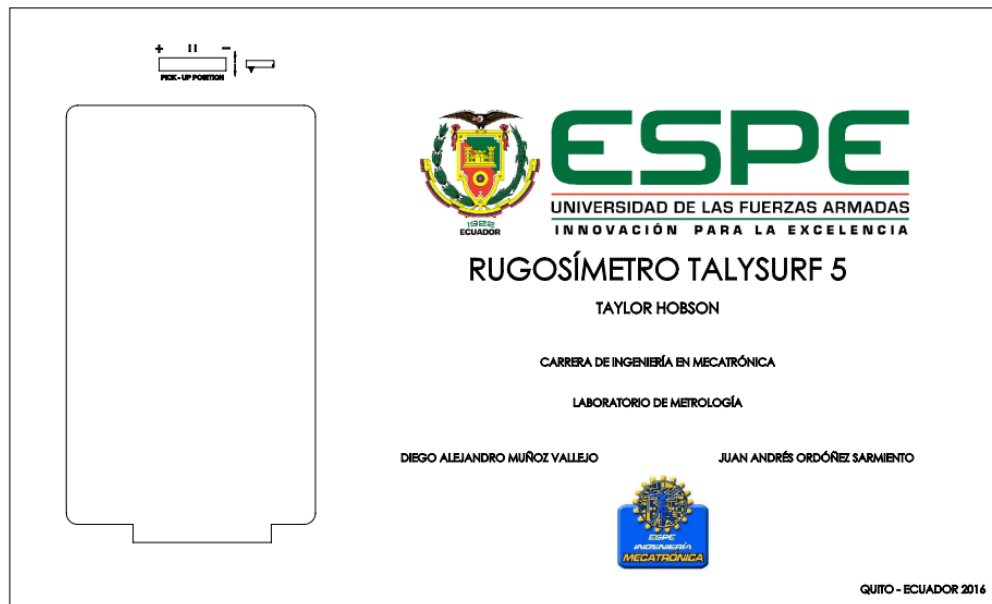 + II −
PICK - UP POSITION
1922
ECUADOR
ESPE
UNIVERSIDAD DE LAS FUERZAS ARMADAS
INNOVACIÓN PARA LA EXCELENCIA
RUGOSÍMETRO TALYSURF 5
TAYLOR HOBSON
CARRERA DE INGENIERÍA EN MECATRÓNICA
LABORATORIO DE METROLOGÍA
DIEGO ALEJANDRO MUÑOZ VALLEJO
JUAN ANDRÉS ORDÓÑEZ SARMIENTO
ESPE
INGENIERÍA
MECATRÓNICA
QUITO - ECUADOR 2016